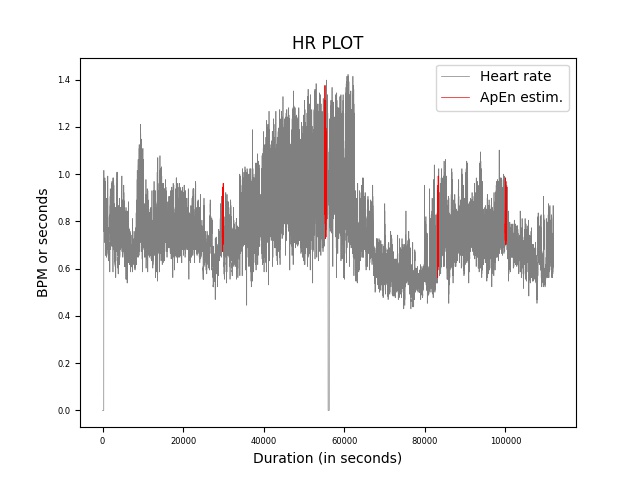 HR PLOT
Heart rate
ApEn estim.
BPM or seconds
1.4
1.2
1.0
0.8
0.6
0.4
0.2
0.0
0
20000
40000
60000
80000
100000
Duration (in seconds)